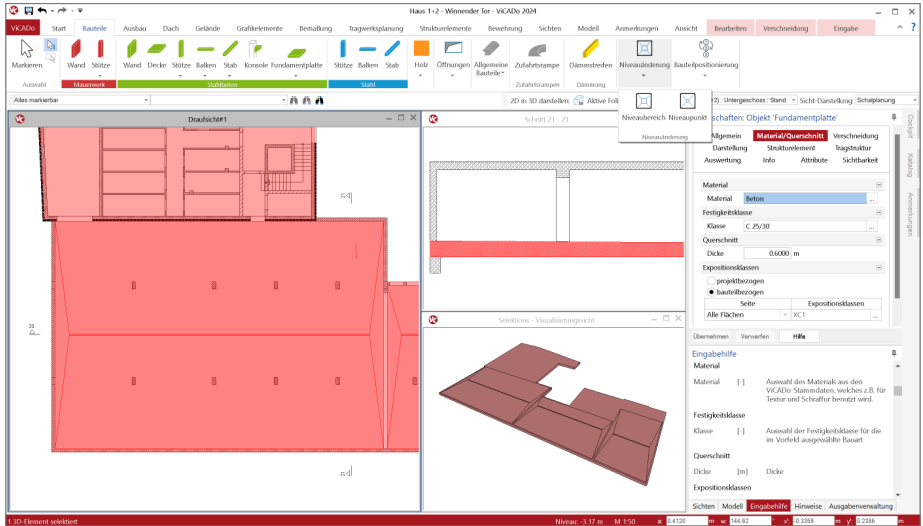 Haus 1+2 - Winnender Tor - ViCADo 2024
ViCADo Start Bauteile Ausbau Dach Gelände Grafikelemente Bemaßung Tragwerksplanung Strukturelemente Bewehrung Sichten Modell Anmerkungen Ansicht Bearbeiten Verschneidung Eingabe
Markieren Wand Stütze Wand Decke Stütze Balken Stab Konsole Fundamentplatte Stütze Balken Stab Holz Öffnungen Allgemeine Bauteile Zufahrtsrampe Dämmstreifen Niveauänderung Bauteilpositionierung
Auswahl Mauerwerk Stahlbeton Stahl Zufahrtsrampen Dämmung
Alles markierbar 2D in 3D darstellen: Aktive Foli +2) : Untergeschoss : Stand Sicht-Darstellung: Schalplanung
Niveaubereich Niveaupunkt
Niveauänderung
Draufsicht#1
Schnitt 21 - 21
Selektions - Visualisierungssicht
schaften: Objekt 'Fundamentplatte'
Allgemein Material/Querschnitt Verschneidung
Darstellung Strukturelement Tragstruktur
Auswertung Info Attribute Sichtbarkeit
Material
Material Beton ...
Festigkeitsklasse
Klasse C 25/30 ...
Querschnitt
Dicke 0.6000 m
Expositionsklassen
projektbezogen
bauteilbezogen
Seite Expositionsklassen
Alle Flächen XC1 ...
Übernehmen Verwerfen Hilfe
Eingabehilfe
Material
Material [-] Auswahl des Materials aus den
ViCADo-Stammdaten, welches z.B. für
Textur und Schraffur benutzt wird.
Festigkeitsklasse
Klasse [-] Auswahl der Festigkeitsklasse für die
im Vorfeld ausgewählte Bauart
Querschnitt
Dicke [m] Dicke
Expositionsklassen
Sichten Modell Eingabehilfe Hinweise Ausgabenverwaltung
Cockpit
Katalog
Anmerkungen
1 3D-Element selektiert Niveau: -3.17 m M 1:50 x: 0.4120 m w: 144.62 ° x': -0.3359 m y': 0.2386 m